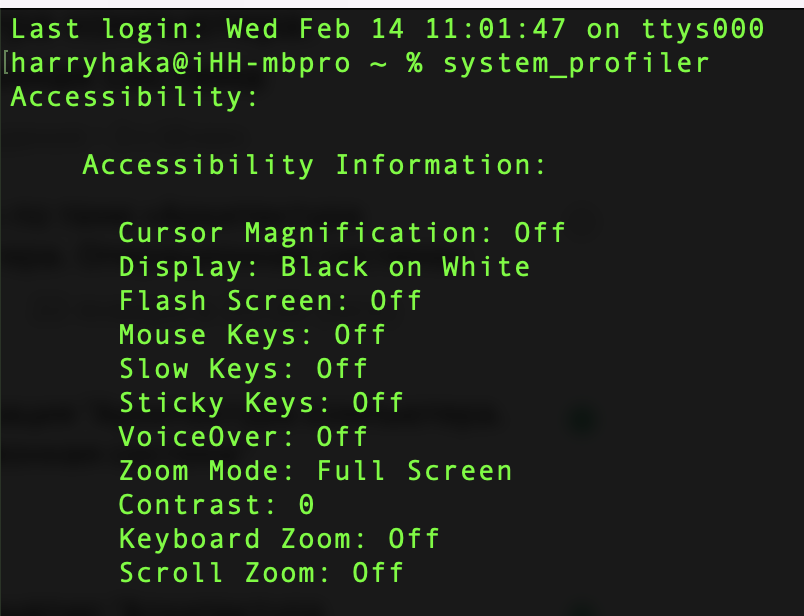 Last login: Wed Feb 14 11:01:47 on ttys000
[harryhaka@iHH-mbpro ~ % system_profiler
Accessibility:
Accessibility Information:
Cursor Magnification: Off
Display: Black on White
Flash Screen: Off
Mouse Keys: Off
Slow Keys: Off
Sticky Keys: Off
VoiceOver: Off
Zoom Mode: Full Screen
Contrast: 0
Keyboard Zoom: Off
Scroll Zoom: Off